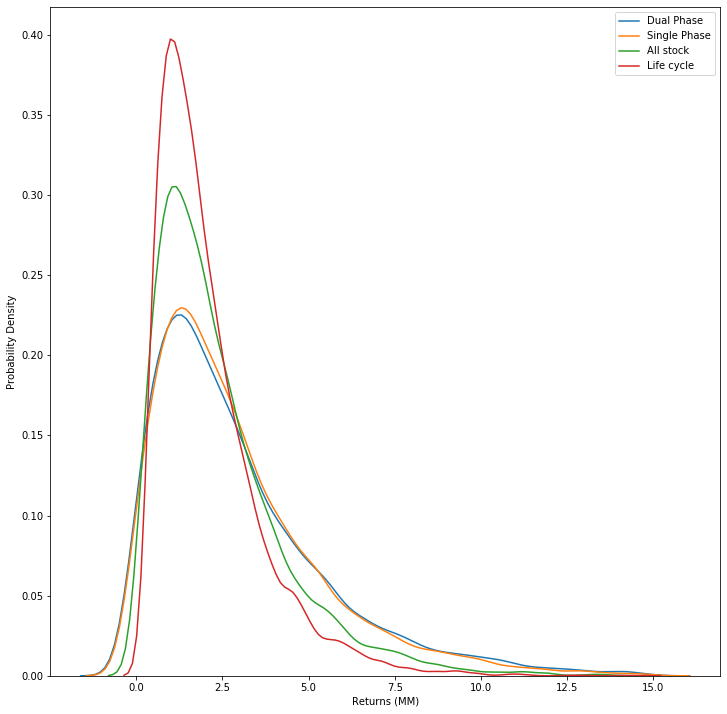 Dual Phase
Single Phase
All stock
Life cycle
0.40
0.35
0.30
0.25
0.20
0.15
0.10
0.05
0.00
Probability Density
0.0 2.5 5.0 7.5 10.0 12.5 15.0
Returns (MM)